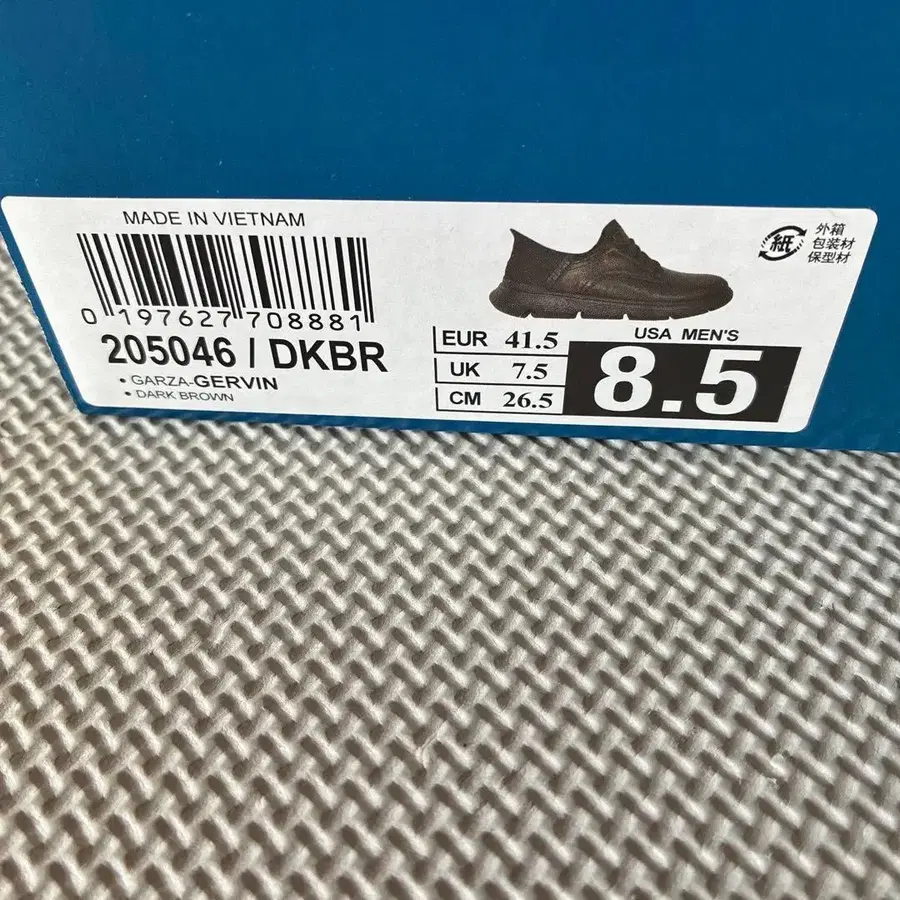 MADE IN VIETNAM
0 197627 708881
205046 / DKBR
• GARZA-GERVIN
• DARK BROWN
EUR 41.5
UK 7.5
CM 26.5
USA MEN'S
8.5
紙
外箱
包装材
保型材